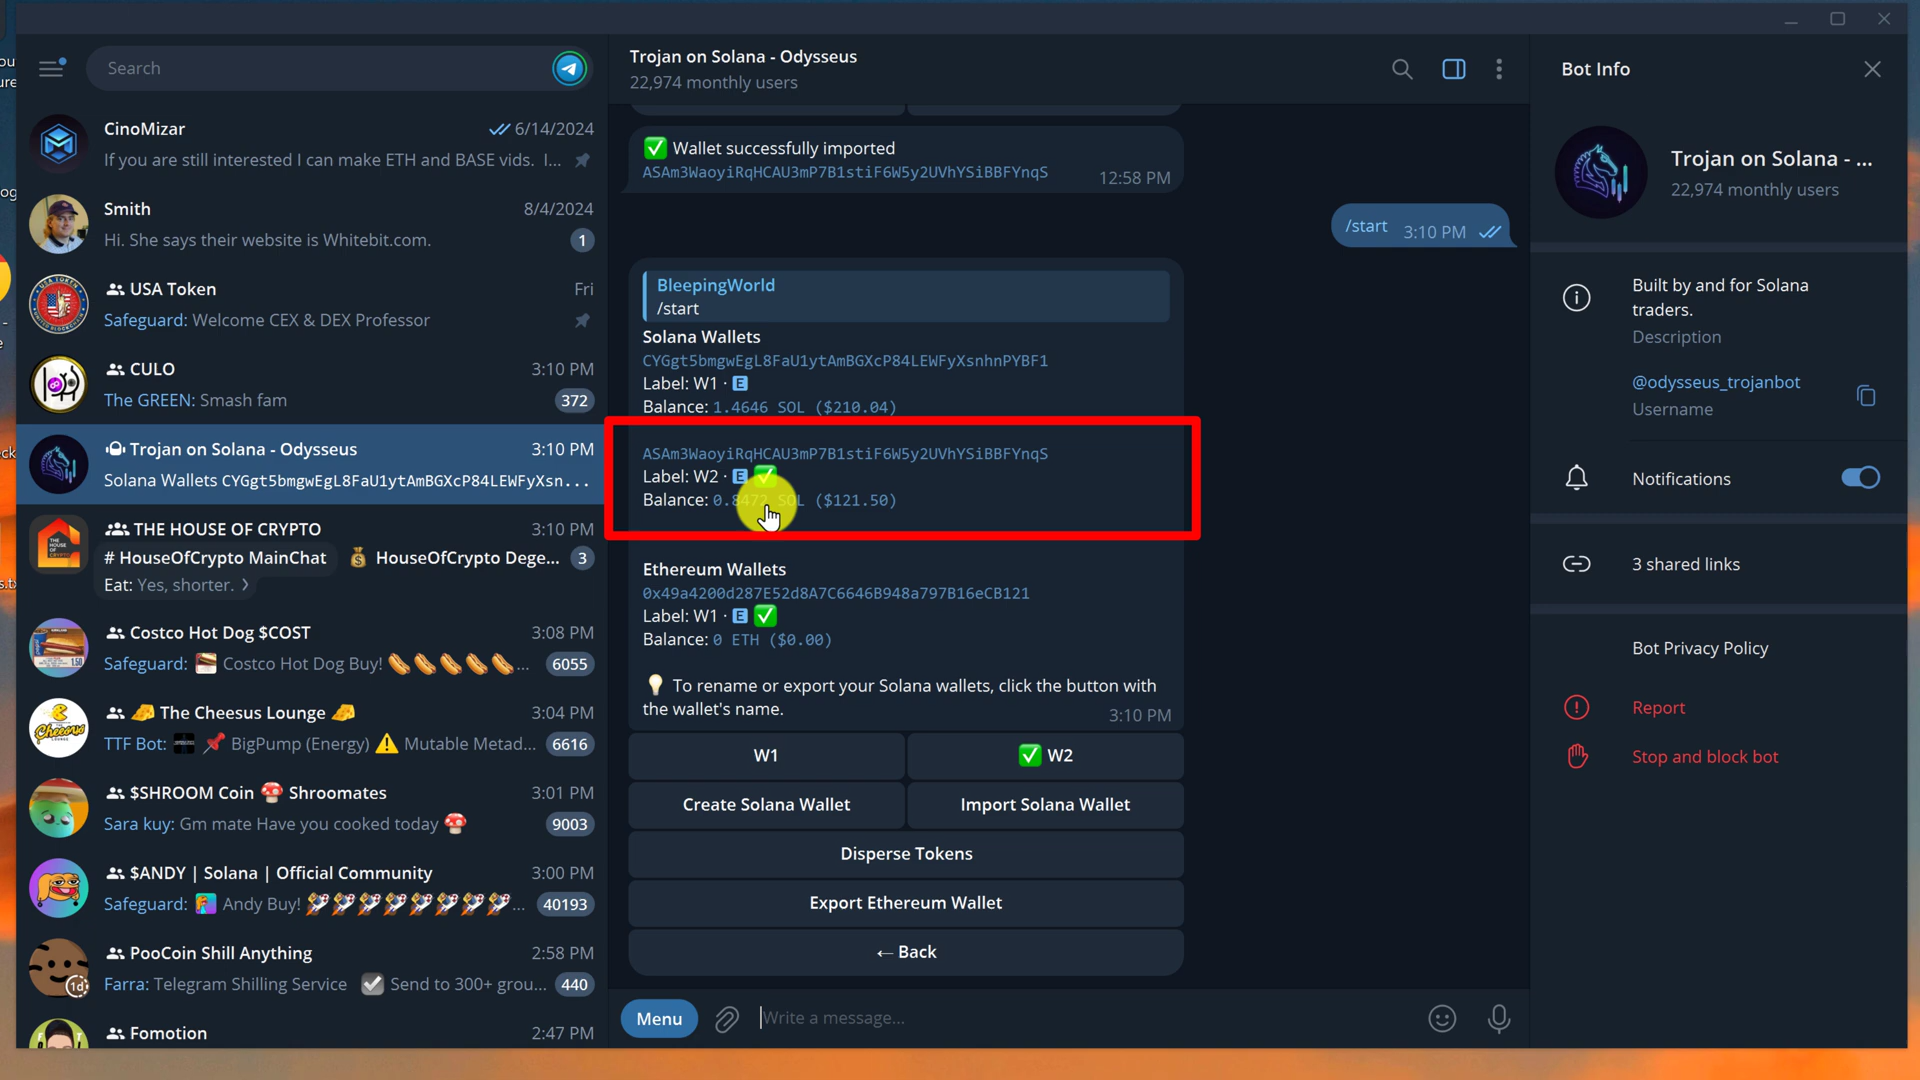 Search
CinoMizar
6/14/2024
If you are still interested I can make ETH and BASE vids. I...
Smith
8/4/2024
Hi. She says their website is Whitebit.com.
1
USA Token
Fri
Safeguard: Welcome CEX & DEX Professor
CULO
3:10 PM
The GREEN: Smash fam
372
Trojan on Solana - Odysseus
3:10 PM
Solana Wallets CYGgt5bmgwEgL8FaU1ytAmBGXcP84LEWFyXsn...
THE HOUSE OF CRYPTO
3:10 PM
# HouseOfCrypto MainChat
HouseOfCrypto Dege...
3
Eat: Yes, shorter. >
Costco Hot Dog $COST
3:08 PM
Safeguard: Costco Hot Dog Buy! ...
6055
The Cheesus Lounge
3:04 PM
TTF Bot: BigPump (Energy) Mutable Metad...
6616
$SHROOM Coin Shroomates
3:01 PM
Sara kuy: Gm mate Have you cooked today
9003
$ANDY | Solana | Official Community
3:00 PM
Safeguard: Andy Buy! ...
40193
PooCoin Shill Anything
2:58 PM
1d
Farra: Telegram Shilling Service Send to 300+ grou...
440
Fomotion
2:47 PM
Trojan on Solana - Odysseus
22,974 monthly users
Wallet successfully imported
ASAm3WaoyiRqHCAU3mP7B1stiF6W5y2UVhYSiBBFYnqS
12:58 PM
/start 3:10 PM
BleepingWorld
/start
Solana Wallets
CYGgt5bmgwEgL8FaU1ytAmBGXcP84LEWFyXsnhnPYBF1
Label: W1 · E
Balance: 1.4646 SOL ($210.04)
ASAm3WaoyiRqHCAU3mP7B1stiF6W5y2UVhYSiBBFYnqS
Label: W2 · E
Balance: 0.8472 SOL ($121.50)
Ethereum Wallets
0x49a4200d287E52d8A7C6646B948a797B16eCB121
Label: W1 · E
Balance: 0 ETH ($0.00)
To rename or export your Solana wallets, click the button with
the wallet's name.
3:10 PM
W1
W2
Create Solana Wallet
Import Solana Wallet
Disperse Tokens
Export Ethereum Wallet
← Back
Menu
Write a message...
Bot Info
Trojan on Solana - ...
22,974 monthly users
Built by and for Solana
traders.
Description
@odysseus_trojanbot
Username
Notifications
3 shared links
Bot Privacy Policy
Report
Stop and block bot